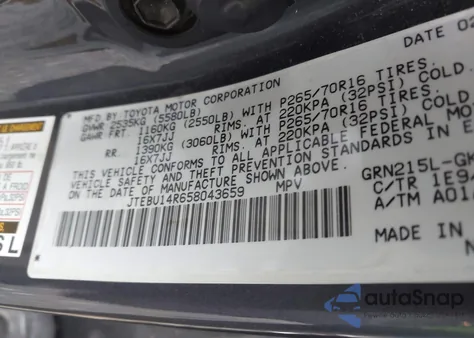 DATE 02
MFD. BY TOYOTA MOTOR CORPORATION
GVWR 2535KG (5580LB)
GAWR FRT. 1160KG (2550LB) WITH P265/70R16 TIRES.
16X7JJ RIMS. AT 220KPA (32PSI) COLD.
RR. 1390KG (3060LB) WITH P265/70R16 TIRES.
16X7JJ RIMS. AT 220KPA (32PSI) COLD.
THIS VEHICLE CONFORMS TO ALL APPLICABLE FEDERAL MO
VEHICLE SAFETY AND THEFT PREVENTION STANDARDS IN E
ON THE DATE OF MANUFACTURE SHOWN ABOVE.
JTEBU14R658043659 MPV
GRN215L-GK
C/TR 1E9
A/TM A01
MADE IN
S L
autoSnap